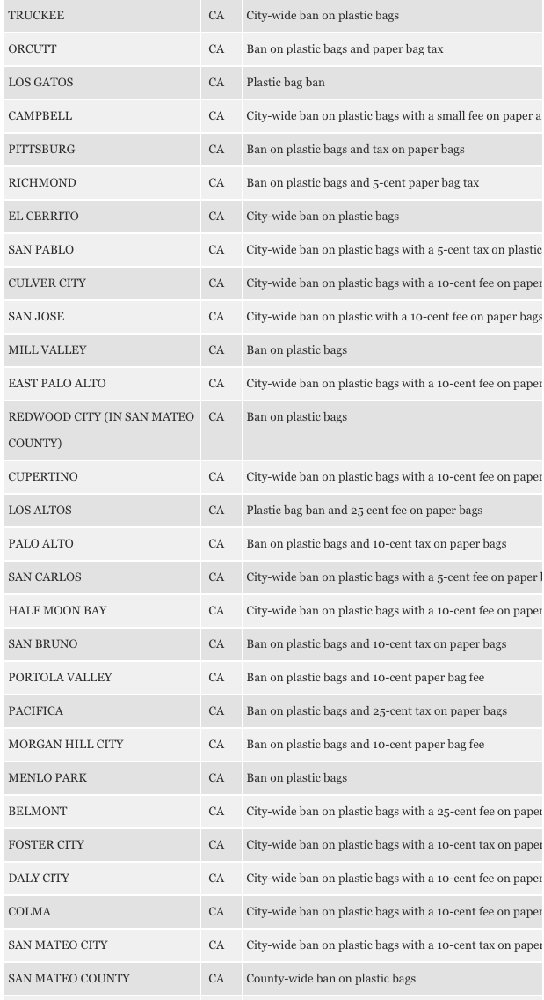 TRUCKEE CA City-wide ban on plastic bags
ORCUTT CA Ban on plastic bags and paper bag tax
LOS GATOS CA Plastic bag ban
CAMPBELL CA City-wide ban on plastic bags with a small fee on paper a
PITTSBURG CA Ban on plastic bags and tax on paper bags
RICHMOND CA Ban on plastic bags and 5-cent paper bag tax
EL CERRITO CA City-wide ban on plastic bags
SAN PABLO CA City-wide ban on plastic bags with a 5-cent tax on plastic
CULVER CITY CA City-wide ban on plastic bags with a 10-cent fee on paper
SAN JOSE CA City-wide ban on plastic with a 10-cent fee on paper bags
MILL VALLEY CA Ban on plastic bags
EAST PALO ALTO CA City-wide ban on plastic bags with a 10-cent fee on paper
REDWOOD CITY (IN SAN MATEO CA Ban on plastic bags
COUNTY)
CUPERTINO CA City-wide ban on plastic bags with a 10-cent fee on paper
LOS ALTOS CA Plastic bag ban and 25 cent fee on paper bags
PALO ALTO CA Ban on plastic bags and 10-cent tax on paper bags
SAN CARLOS CA City-wide ban on plastic bags with a 5-cent fee on paper
HALF MOON BAY CA City-wide ban on plastic bags with a 10-cent fee on paper
SAN BRUNO CA Ban on plastic bags and 10-cent tax on paper bags
PORTOLA VALLEY CA Ban on plastic bags and 10-cent paper bag fee
PACIFICA CA Ban on plastic bags and 25-cent tax on paper bags
MORGAN HILL CITY CA Ban on plastic bags and 10-cent paper bag fee
MENLO PARK CA Ban on plastic bags
BELMONT CA City-wide ban on plastic bags with a 25-cent fee on paper
FOSTER CITY CA City-wide ban on plastic bags with a 10-cent tax on paper
DALY CITY CA City-wide ban on plastic bags with a 10-cent fee on paper
COLMA CA City-wide ban on plastic bags with a 10-cent fee on paper
SAN MATEO CITY CA City-wide ban on plastic bags with a 10-cent tax on paper
SAN MATEO COUNTY CA County-wide ban on plastic bags